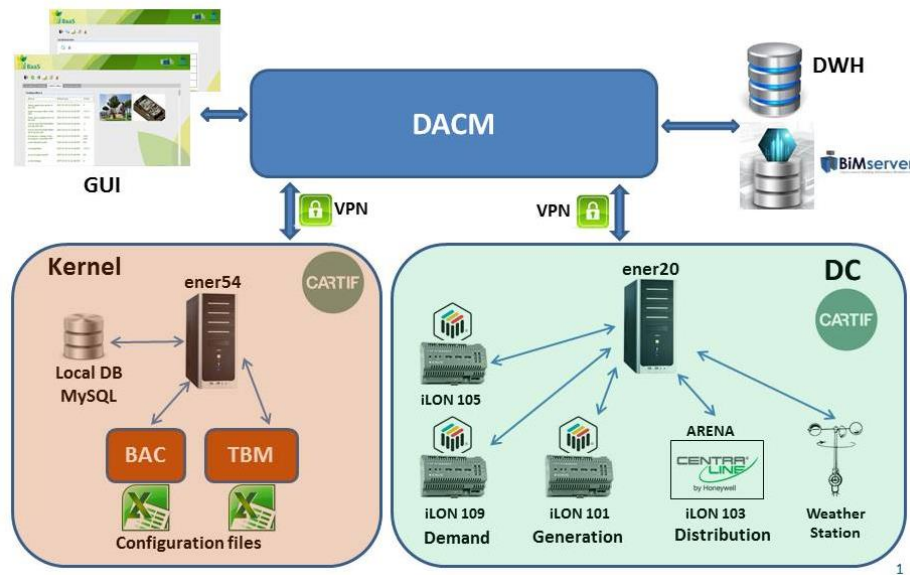 BaaS
BaaS
GUI
DACM
DWH
BiMserver
VPN
VPN
Kernel
CARTIF
ener54
Local DB
MySQL
BAC
TBM
Configuration files
DC
CARTIF
ener20
iLON 105
iLON 109
Demand
iLON 101
Generation
ARENA
CENTRA
LINE
by Honeywell
iLON 103
Distribution
Weather
Station
1